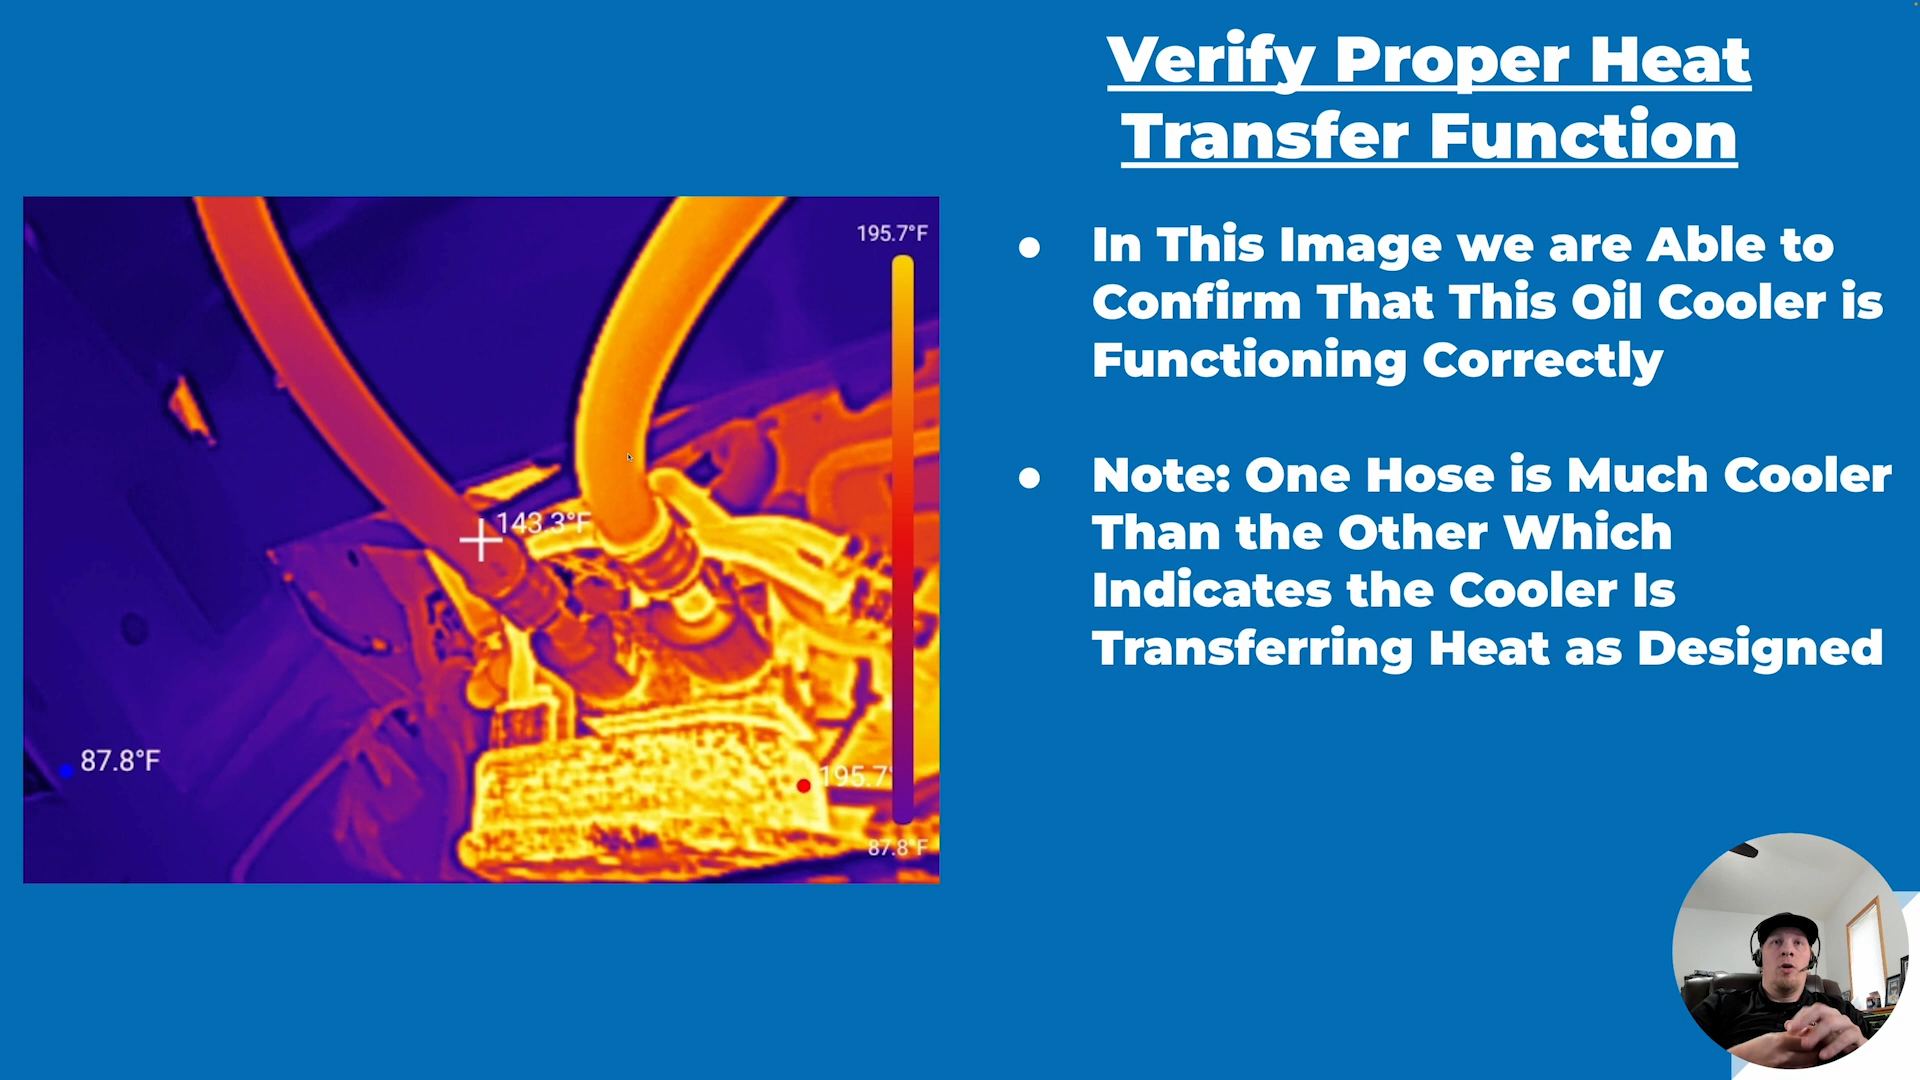 Verify Proper Heat
Transfer Function
195.7°F
● In This Image we are Able to
Confirm That This Oil Cooler is
Functioning Correctly
● Note: One Hose is Much Cooler
Than the Other Which
Indicates the Cooler Is
Transferring Heat as Designed
143.3°F
87.8°F
195.7°
87.8°F